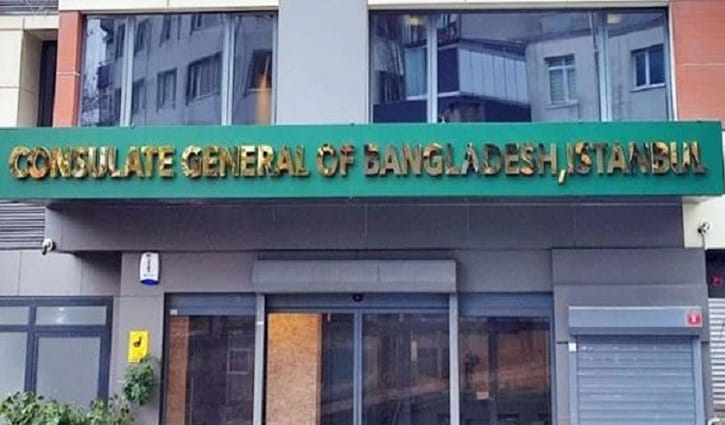 CONSULATE GENERAL OF BANGLADESH, ISTANBUL